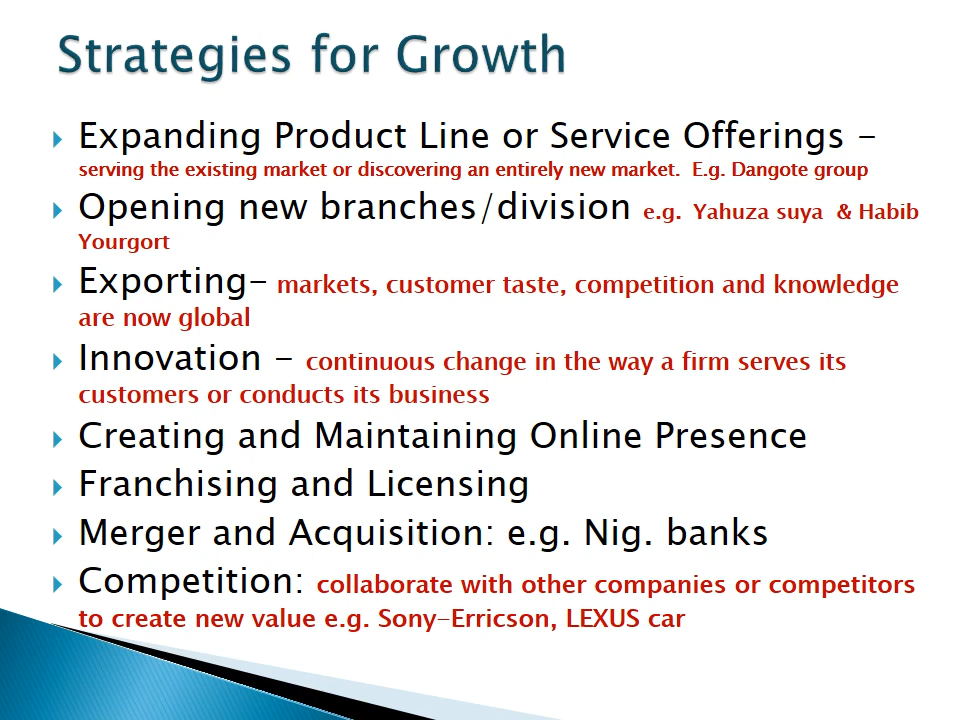 Strategies for Growth
Expanding Product Line or Service Offerings –
serving the existing market or discovering an entirely new market. E.g. Dangote group
Opening new branches/division e.g. Yahuza suya & Habib
Yourgort
Exporting– markets, customer taste, competition and knowledge
are now global
Innovation – continuous change in the way a firm serves its
customers or conducts its business
Creating and Maintaining Online Presence
Franchising and Licensing
Merger and Acquisition: e.g. Nig. banks
Competition: collaborate with other companies or competitors
to create new value e.g. Sony-Erricson, LEXUS car